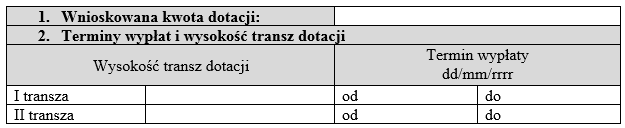 1. Wnioskowana kwota dotacji:
2. Terminy wypłat i wysokość transz dotacji
Wysokość transz dotacji
Termin wypłaty
dd/mm/rrrr
I transza od do
II transza od do